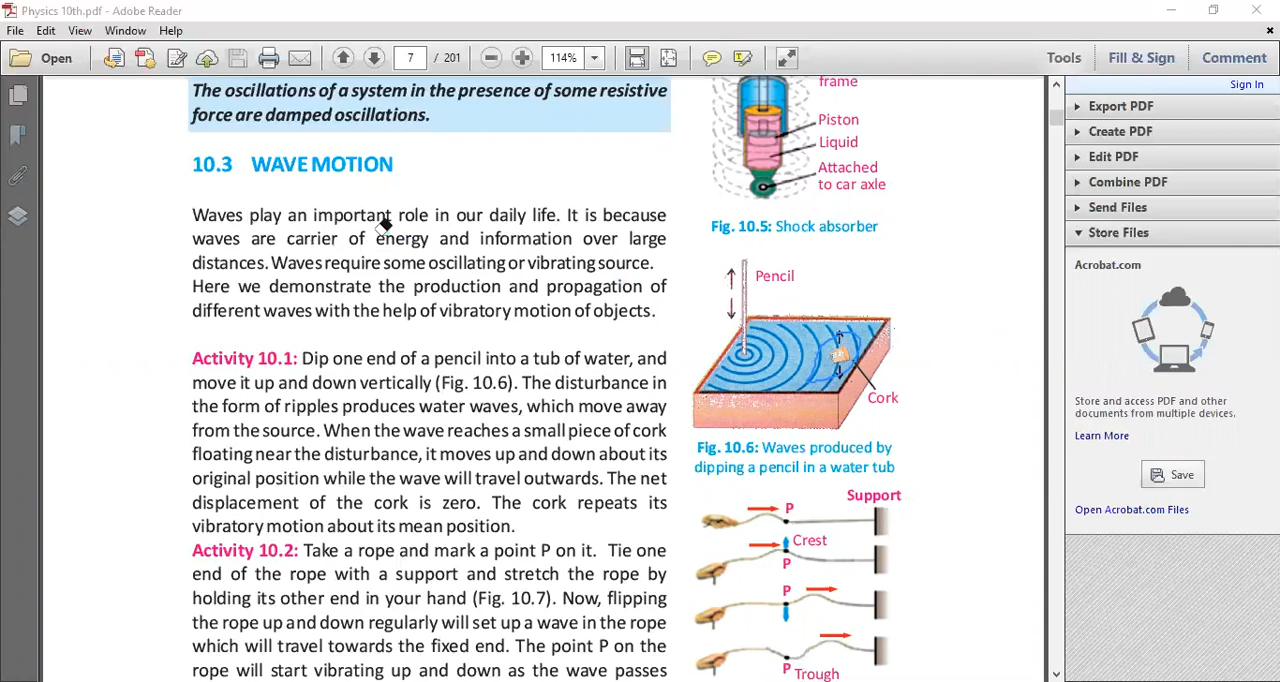 Physics 10th.pdf - Adobe Reader
File Edit View Window Help
Open 7 / 201 114% Tools Fill & Sign Comment
The oscillations of a system in the presence of some resistive
force are damped oscillations.
10.3 WAVE MOTION
Waves play an important role in our daily life. It is because
waves are carrier of energy and information over large
distances. Waves require some oscillating or vibrating source.
Here we demonstrate the production and propagation of
different waves with the help of vibratory motion of objects.
Activity 10.1: Dip one end of a pencil into a tub of water, and
move it up and down vertically (Fig. 10.6). The disturbance in
the form of ripples produces water waves, which move away
from the source. When the wave reaches a small piece of cork
floating near the disturbance, it moves up and down about its
original position while the wave will travel outwards. The net
displacement of the cork is zero. The cork repeats its
vibratory motion about its mean position.
Activity 10.2: Take a rope and mark a point P on it. Tie one
end of the rope with a support and stretch the rope by
holding its other end in your hand (Fig. 10.7). Now, flipping
the rope up and down regularly will set up a wave in the rope
which will travel towards the fixed end. The point P on the
rope will start vibrating up and down as the wave passes
frame
Piston
Liquid
Attached
to car axle
Fig. 10.5: Shock absorber
Pencil
Cork
Fig. 10.6: Waves produced by
dipping a pencil in a water tub
Support
P
Crest
P
P
P
Trough
Sign In
Export PDF
Create PDF
Edit PDF
Combine PDF
Send Files
Store Files
Acrobat.com
Store and access PDF and other
documents from multiple devices.
Learn More
Save
Open Acrobat.com Files